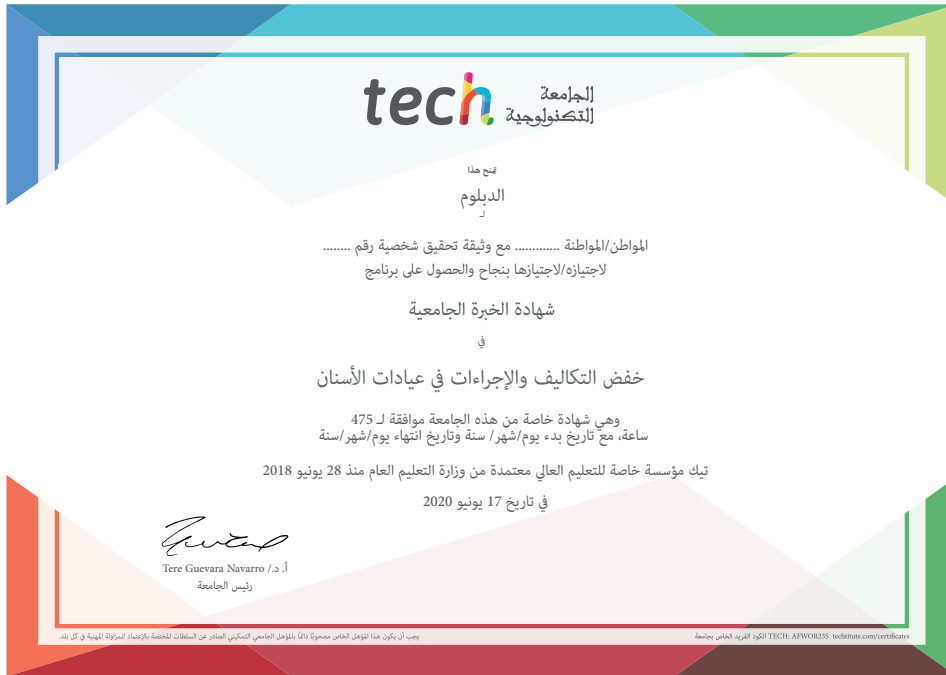 tech الجامعة
التكنولوجية
تمنح هذا
الدبلوم
لـ
المواطن/المواطنة ............. مع وثيقة تحقيق شخصية رقم ........
لاجتيازه/لاجتيازها بنجاح والحصول على برنامج
شهادة الخبرة الجامعية
في
خفض التكاليف والإجراءات في عيادات الأسنان
وهي شهادة خاصة من هذه الجامعة موافقة لـ 475
ساعة، مع تاريخ بدء يوم/شهر/ سنة وتاريخ انتهاء يوم/شهر/سنة
تيك مؤسسة خاصة للتعليم العالي معتمدة من وزارة التعليم العام منذ 28 يونيو 2018
في تاريخ 17 يونيو 2020
أ. د./ Tere Guevara Navarro
رئيس الجامعة
يجب أن يكون هذا المؤهل الخاص مصحوبًا دائمًا بالمؤهل الجامعي التمكيني الصادر عن السلطات المختصة بالإعتماد للمزاولة المهنية في كل بلد.
الكود الفريد الخاص بجامعة TECH: AFWOR23S techtitute.com/certificates